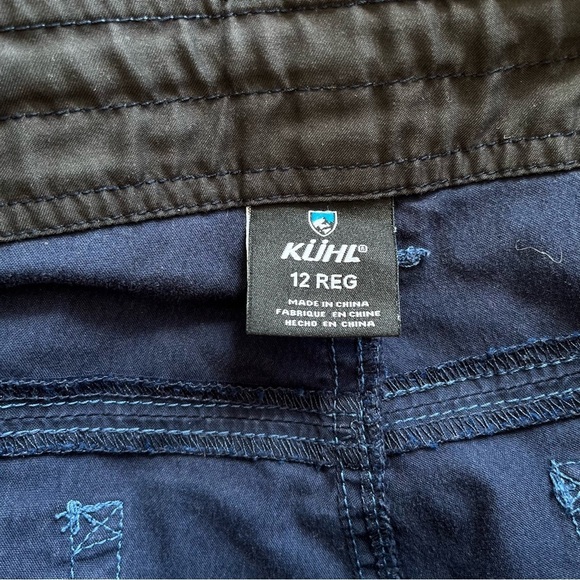 KÜHL®
12 REG
MADE IN CHINA
FABRIQUE EN CHINE
HECHO EN CHINA